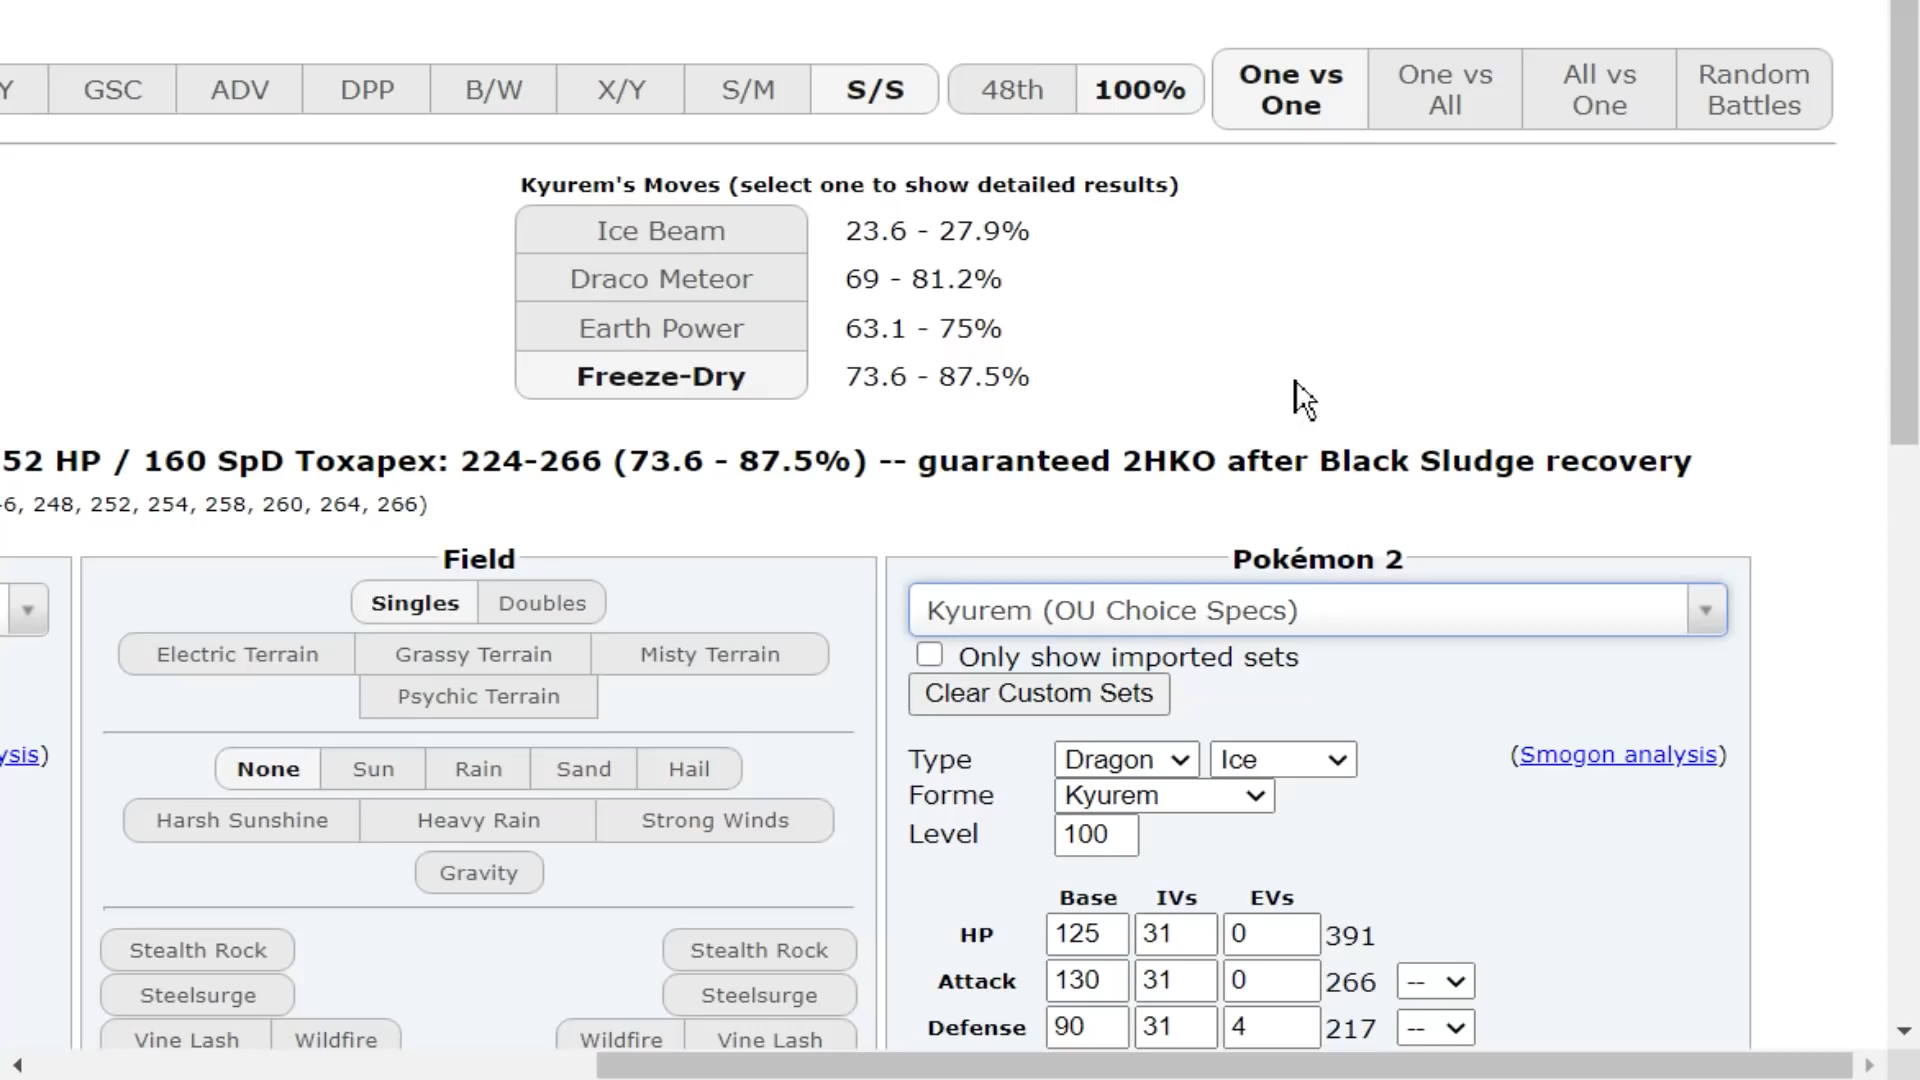 Y GSC ADV DPP B/W X/Y S/M S/S 48th 100% One vs One One vs All All vs One Random Battles
Kyurem's Moves (select one to show detailed results)
Ice Beam 23.6 - 27.9%
Draco Meteor 69 - 81.2%
Earth Power 63.1 - 75%
Freeze-Dry 73.6 - 87.5%
52 HP / 160 SpD Toxapex: 224-266 (73.6 - 87.5%) -- guaranteed 2HKO after Black Sludge recovery
6, 248, 252, 254, 258, 260, 264, 266)
Field
Singles Doubles
Electric Terrain Grassy Terrain Misty Terrain
Psychic Terrain
None Sun Rain Sand Hail
Harsh Sunshine Heavy Rain Strong Winds
Gravity
Stealth Rock Stealth Rock
Steelsurge Steelsurge
Vine Lash Wildfire Wildfire Vine Lash
Pokémon 2
Kyurem (OU Choice Specs)
Only show imported sets
Clear Custom Sets
ysis)
Type Dragon Ice (Smogon analysis)
Forme Kyurem
Level 100
Base IVs EVs
HP 125 31 0 391
Attack 130 31 0 266 --
Defense 90 31 4 217 --